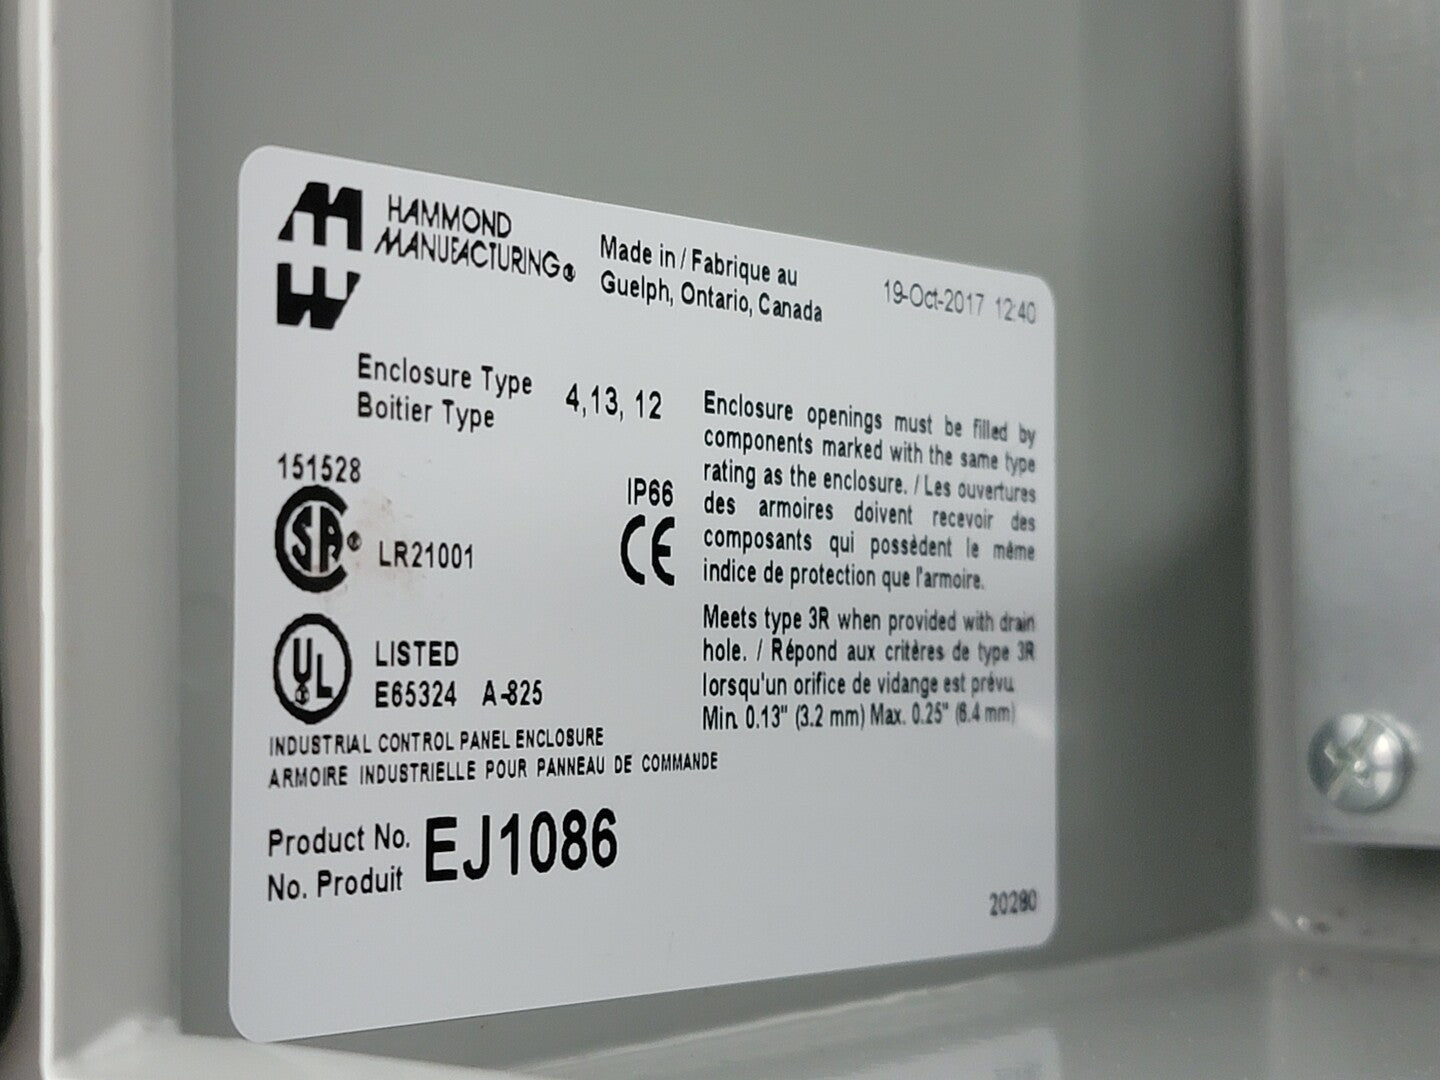 HAMMOND
MANUFACTURING®
Made in / Fabrique au
Guelph, Ontario, Canada
19-Oct-2017 12:40
Enclosure Type
Boitier Type
4,13, 12
151528
SA®
LR21001
IP66
CE
UL
LISTED
E65324 A-825
INDUSTRIAL CONTROL PANEL ENCLOSURE
ARMOIRE INDUSTRIELLE POUR PANNEAU DE COMMANDE
Enclosure openings must be filled by
components marked with the same type
rating as the enclosure. / Les ouvertures
des armoires doivent recevoir des
composants qui possèdent le même
indice de protection que l'armoire.
Meets type 3R when provided with drain
hole. / Répond aux critères de type 3R
lorsqu'un orifice de vidange est prévu.
Min. 0.13" (3.2 mm) Max. 0.25" (6.4 mm)
Product No.
No. Produit
EJ1086
20280